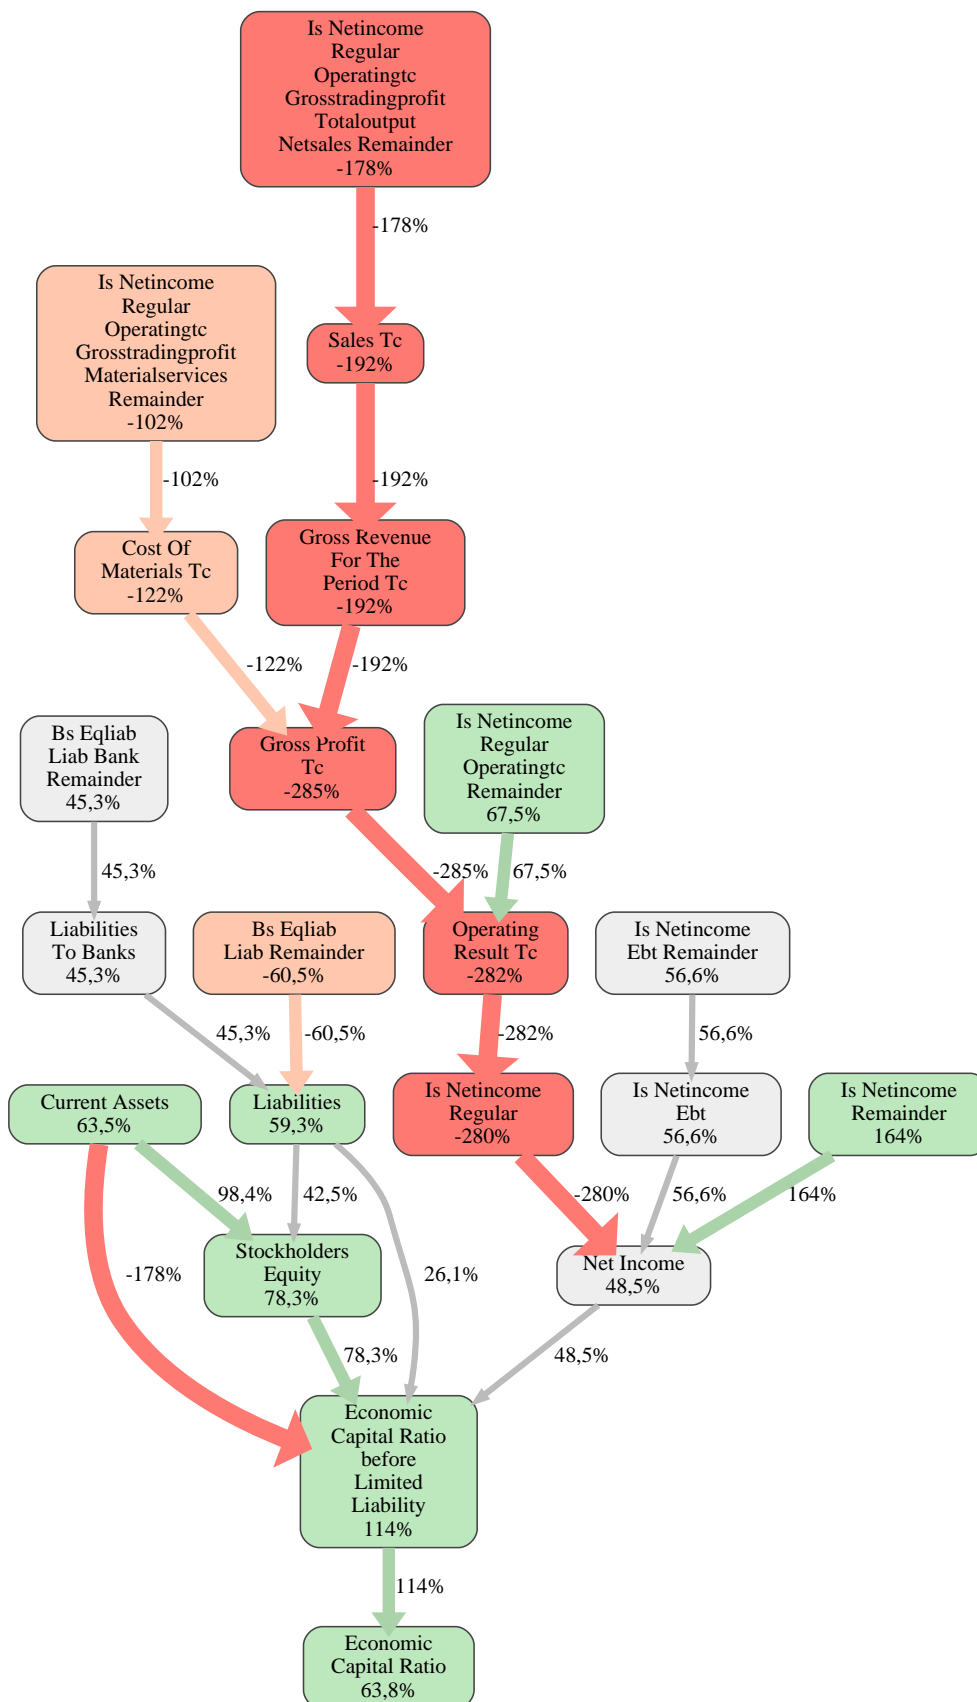 Is Netincome
Regular
Operatingtc
Grosstradingprofit
Totaloutput
Netsales Remainder
-178%
-178%
Is Netincome
Regular
Operatingtc
Grosstradingprofit
Materialservices
Remainder
-102%
Sales Tc
-192%
-102%
-192%
Cost Of
Materials Tc
-122%
Gross Revenue
For The
Period Tc
-192%
-122%
-192%
Bs Eqliab
Liab Bank
Remainder
45,3%
Gross Profit
Tc
-285%
Is Netincome
Regular
Operatingtc
Remainder
67,5%
45,3%
-285%
67,5%
Liabilities
To Banks
45,3%
Bs Eqliab
Liab Remainder
-60,5%
Operating
Result Tc
-282%
Is Netincome
Ebt Remainder
56,6%
45,3%
-60,5%
-282%
56,6%
Current Assets
63,5%
Liabilities
59,3%
Is Netincome
Regular
-280%
Is Netincome
Ebt
56,6%
Is Netincome
Remainder
164%
98,4%
42,5%
-280%
56,6%
164%
Stockholders
Equity
78,3%
-178%
26,1%
Net Income
48,5%
78,3%
48,5%
Economic
Capital Ratio
before
Limited
Liability
114%
114%
Economic
Capital Ratio
63,8%